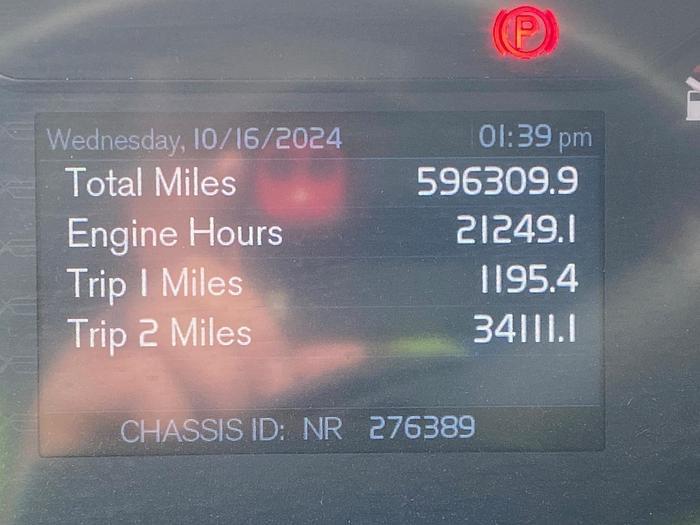 P
Wednesday, 10/16/2024 01:39 pm
Total Miles 596309.9
Engine Hours 21249.1
Trip 1 Miles 1195.4
Trip 2 Miles 34111.1
CHASSIS ID: NR 276389